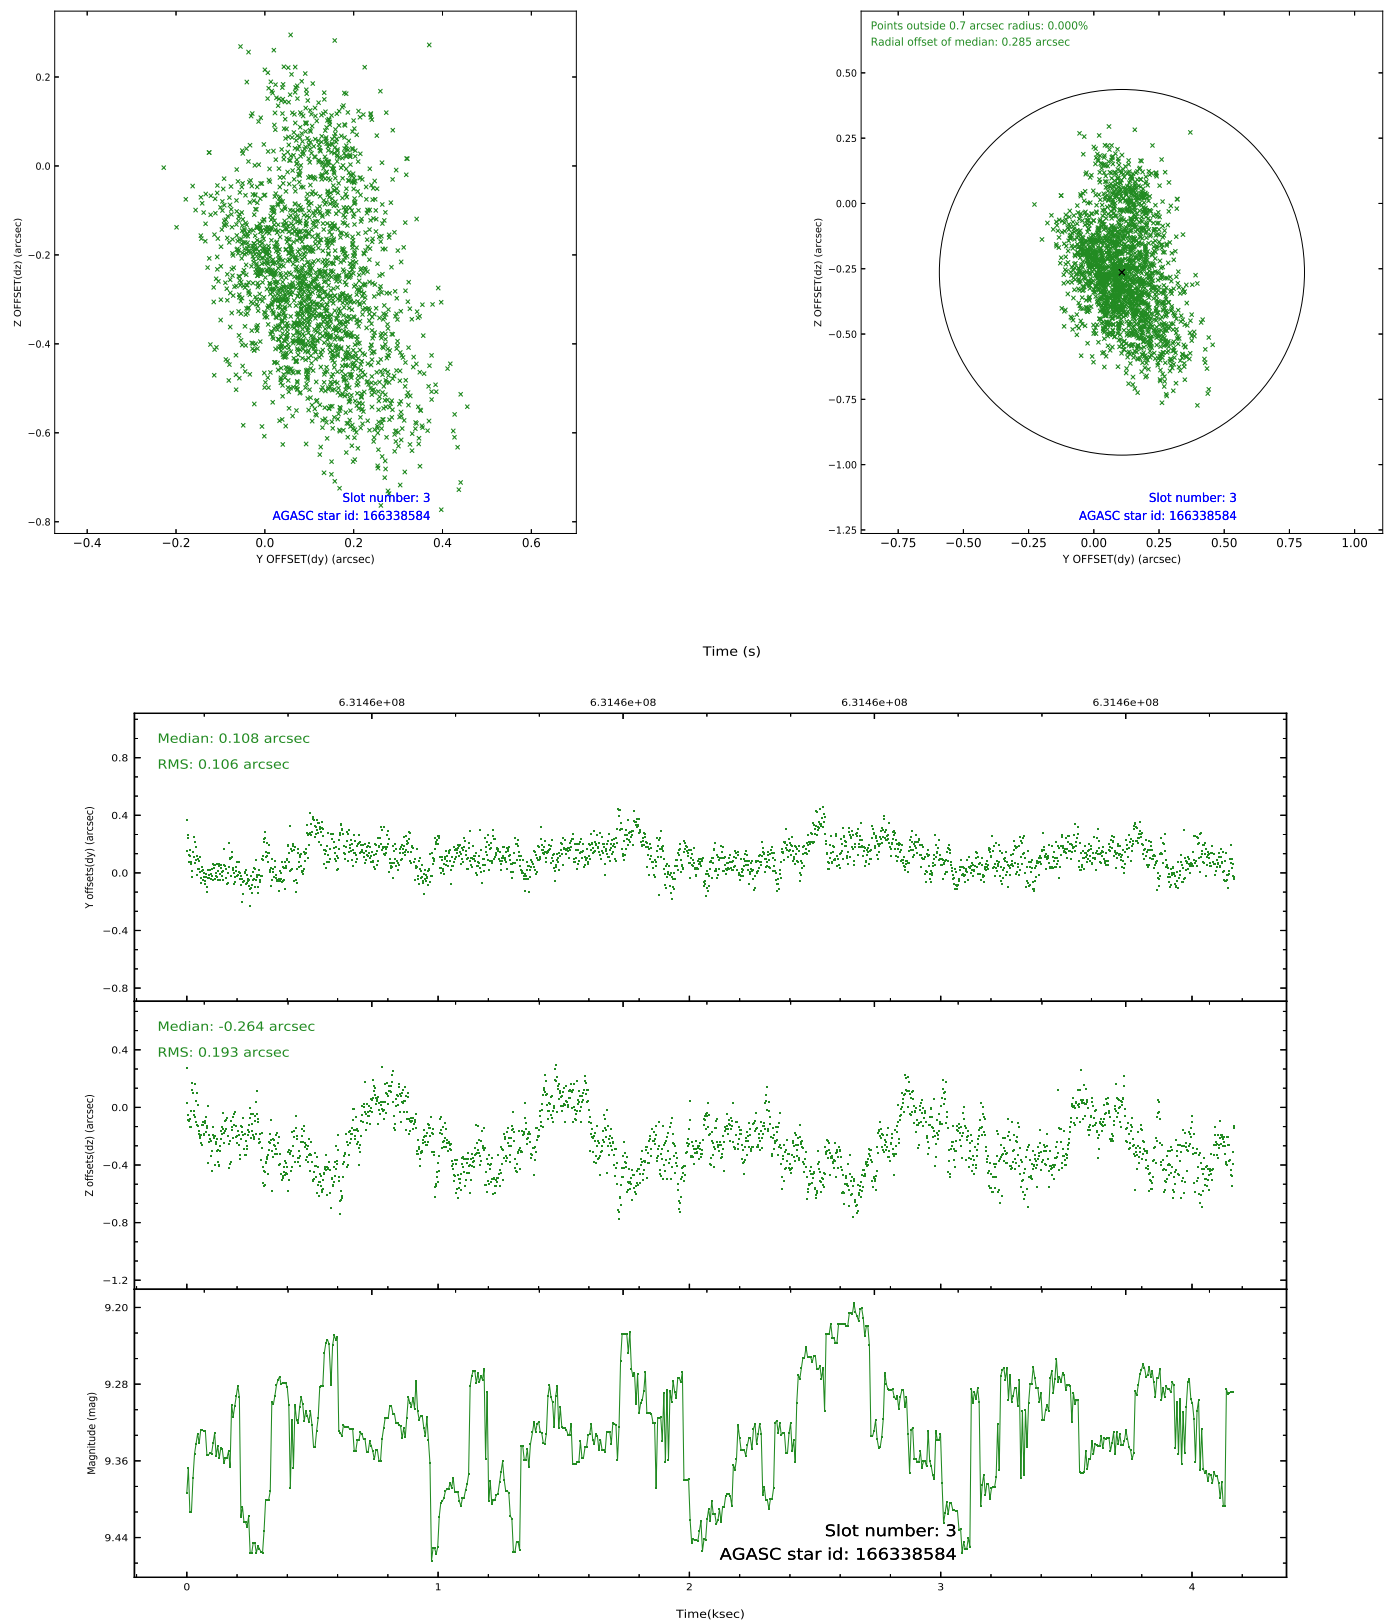 0.2
0.0
−0.2
−0.4
−0.6
−0.8
Z OFFSET(dz) (arcsec)
Slot number: 3
AGASC star id: 166338584
−0.4
−0.2
0.0
0.2
0.4
0.6
Y OFFSET(dy) (arcsec)
Points outside 0.7 arcsec radius: 0.000%
Radial offset of median: 0.285 arcsec
0.50
0.25
0.00
−0.25
−0.50
−0.75
−1.00
−1.25
Z OFFSET(dz) (arcsec)
Slot number: 3
AGASC star id: 166338584
−0.75
−0.50
−0.25
0.00
0.25
0.50
0.75
1.00
Y OFFSET(dy) (arcsec)
Time (s)
6.3146e+08
6.3146e+08
6.3146e+08
6.3146e+08
Median: 0.108 arcsec
RMS: 0.106 arcsec
0.8
0.4
0.0
−0.4
−0.8
Y offsets(dy) (arcsec)
Median: -0.264 arcsec
RMS: 0.193 arcsec
0.4
0.0
−0.4
−0.8
−1.2
Z offsets(dz) (arcsec)
9.20
9.28
9.36
9.44
Magnitude (mag)
Slot number: 3
AGASC star id: 166338584
0
1
2
3
4
Time(ksec)